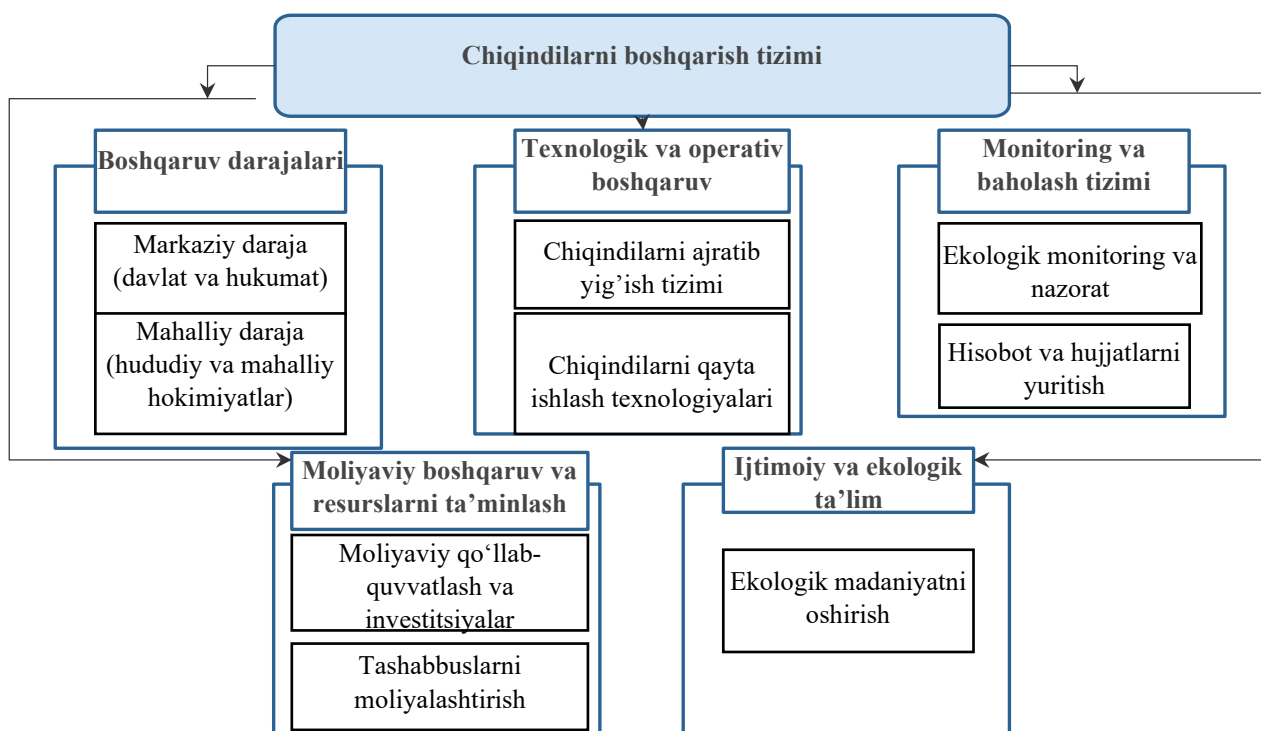 Chiqindilarni boshqarish tizimi
Boshqaruv darajalari
Markaziy daraja
(davlat va hukumat)
Mahalliy daraja
(hududiy va mahalliy
hokimiyatlar)
Texnologik va operativ
boshqaruv
Chiqindilarni ajratib
yig’ish tizimi
Chiqindilarni qayta
ishlash texnologiyalari
Monitoring va
baholash tizimi
Ekologik monitoring va
nazorat
Hisobot va hujjatlarni
yuritish
Moliyaviy boshqaruv va
resurslarni ta’minlash
Moliyaviy qo‘llab-
quvvatlash va
investitsiyalar
Tashabbuslarni
moliyalashtirish
Ijtimoiy va ekologik
ta’lim
Ekologik madaniyatni
oshirish